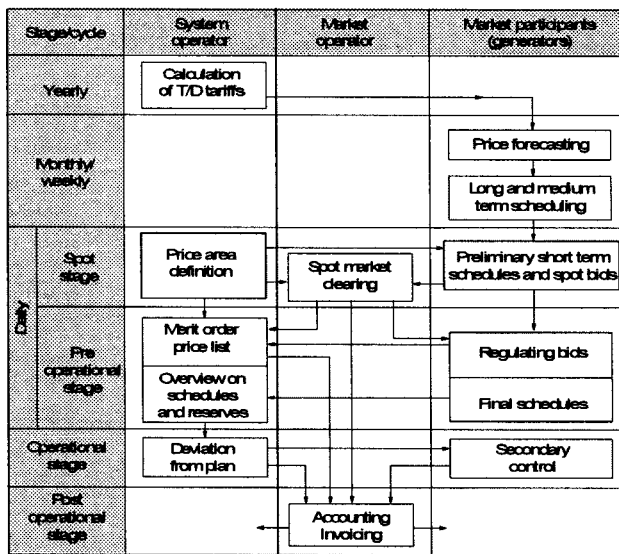 Stage/cycle
System
operator
Market
operator
Market participants
(generators)
Yearly
Calculation
of T/D tariffs
Monthly/
weekly
Price forecasting
Long and medium
term scheduling
Daily
Spot
stage
Price area
definition
Spot market
clearing
Preliminary short term
schedules and spot bids
Pre
operational
stage
Merit order
price list
Overview on
schedules
and reserves
Regulating bids
Final schedules
Operational
stage
Deviation
from plan
Secondary
control
Post
operational
stage
Accounting
Invoicing